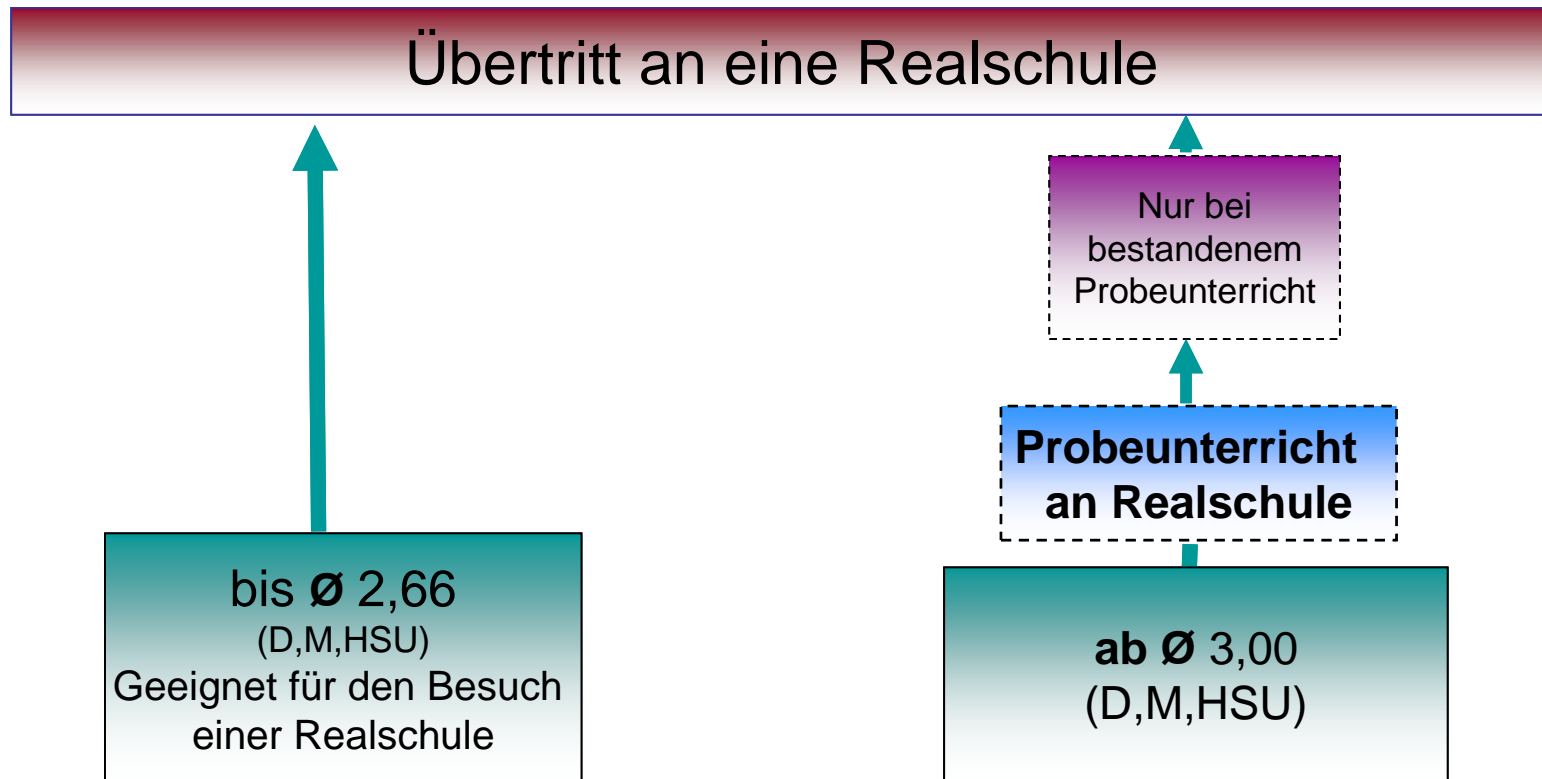 Übertritt an eine Realschule
Nur bei
bestandenem
Probeunterricht
Probeunterricht
an Realschule
bis Ø 2,66
(D,M,HSU)
Geeignet für den Besuch
einer Realschule
ab Ø 3,00
(D,M,HSU)